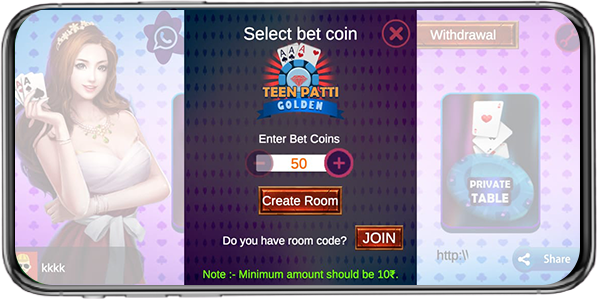 Select bet coin
Withdrawal
TEEN PATTI
GOLDEN
Enter Bet Coins
50
Create Room
PRIVATE
TABLE
Do you have room code?
JOIN
kkkk
http:\\
Share
Note :- Minimum amount should be 10₹.